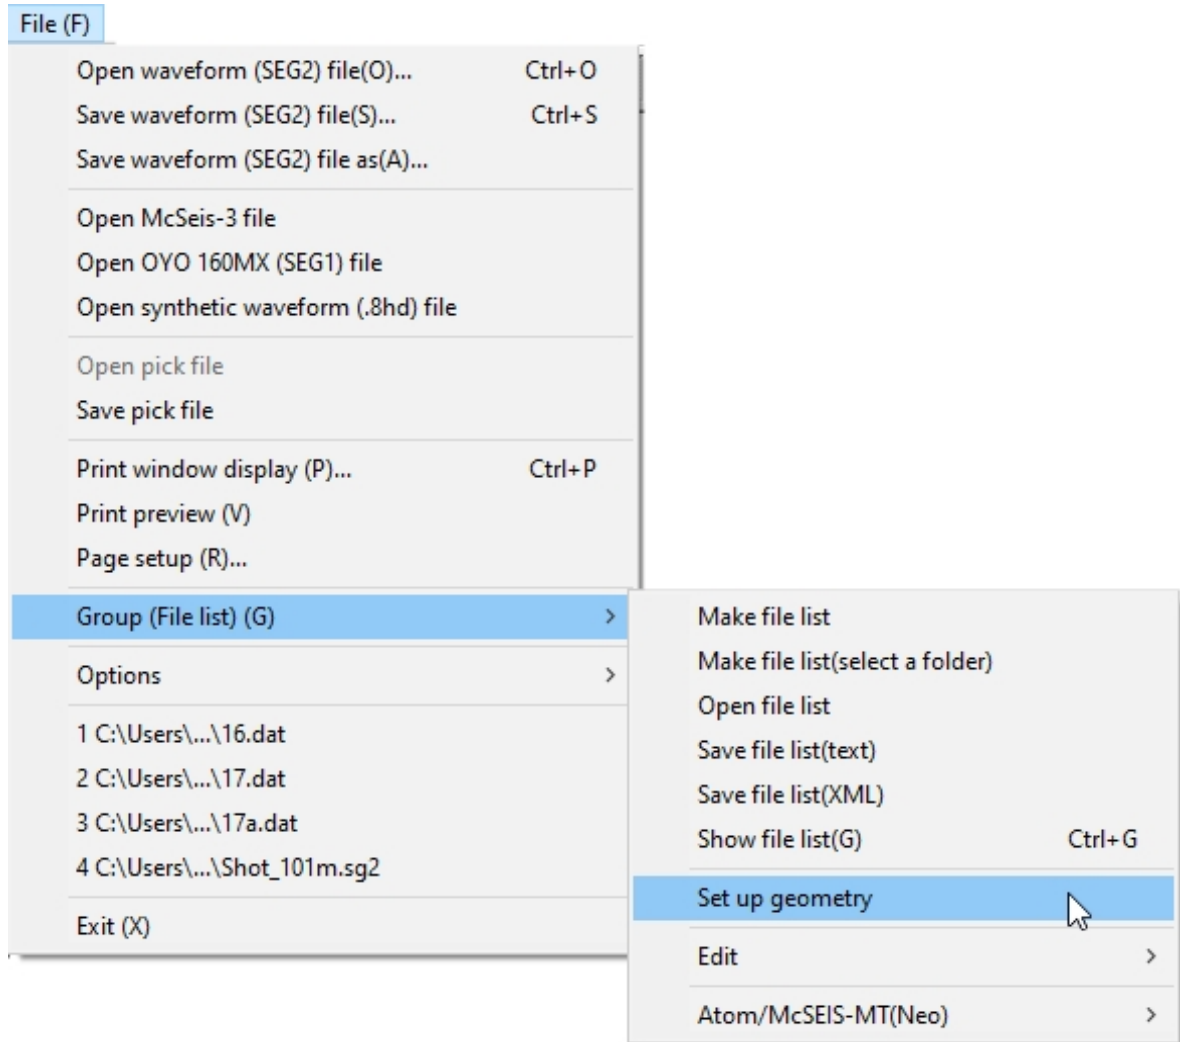 File (F)
Open waveform (SEG2) file(O)... Ctrl+O
Save waveform (SEG2) file(S)... Ctrl+S
Save waveform (SEG2) file as(A)...
Open McSeis-3 file
Open OYO 160MX (SEG1) file
Open synthetic waveform (.8hd) file
Open pick file
Save pick file
Print window display (P)... Ctrl+P
Print preview (V)
Page setup (R)...
Group (File list) (G)
Options
1 C:\Users\...\16.dat
2 C:\Users\...\17.dat
3 C:\Users\...\17a.dat
4 C:\Users\...\Shot_101m.sg2
Exit (X)
Make file list
Make file list(select a folder)
Open file list
Save file list(text)
Save file list(XML)
Show file list(G) Ctrl+G
Set up geometry
Edit
Atom/McSEIS-MT(Neo)